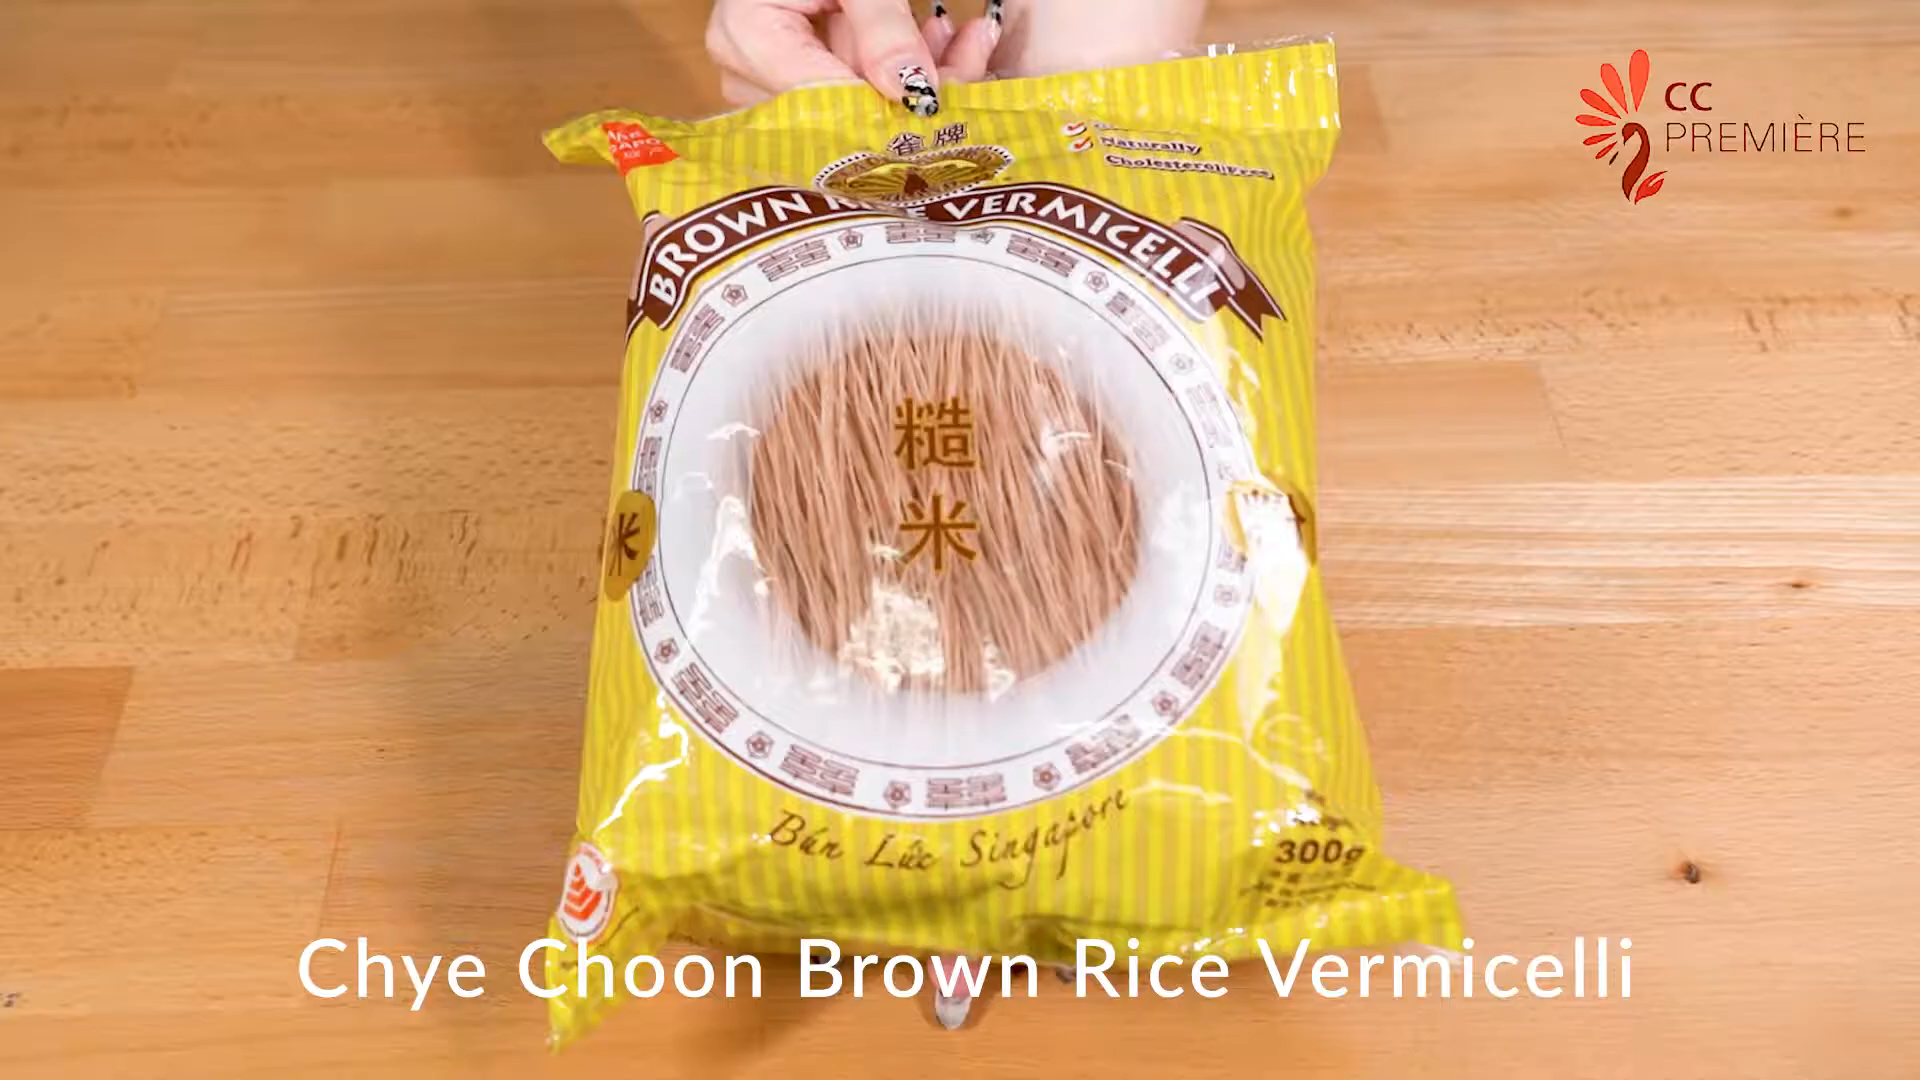 CC
PREMIÈRE
雀牌
Naturally
Cholesterol Free
BROWN RICE VERMICELLI
糙
米
米
Bún Lức Singapore
300g
Chye Choon Brown Rice Vermicelli